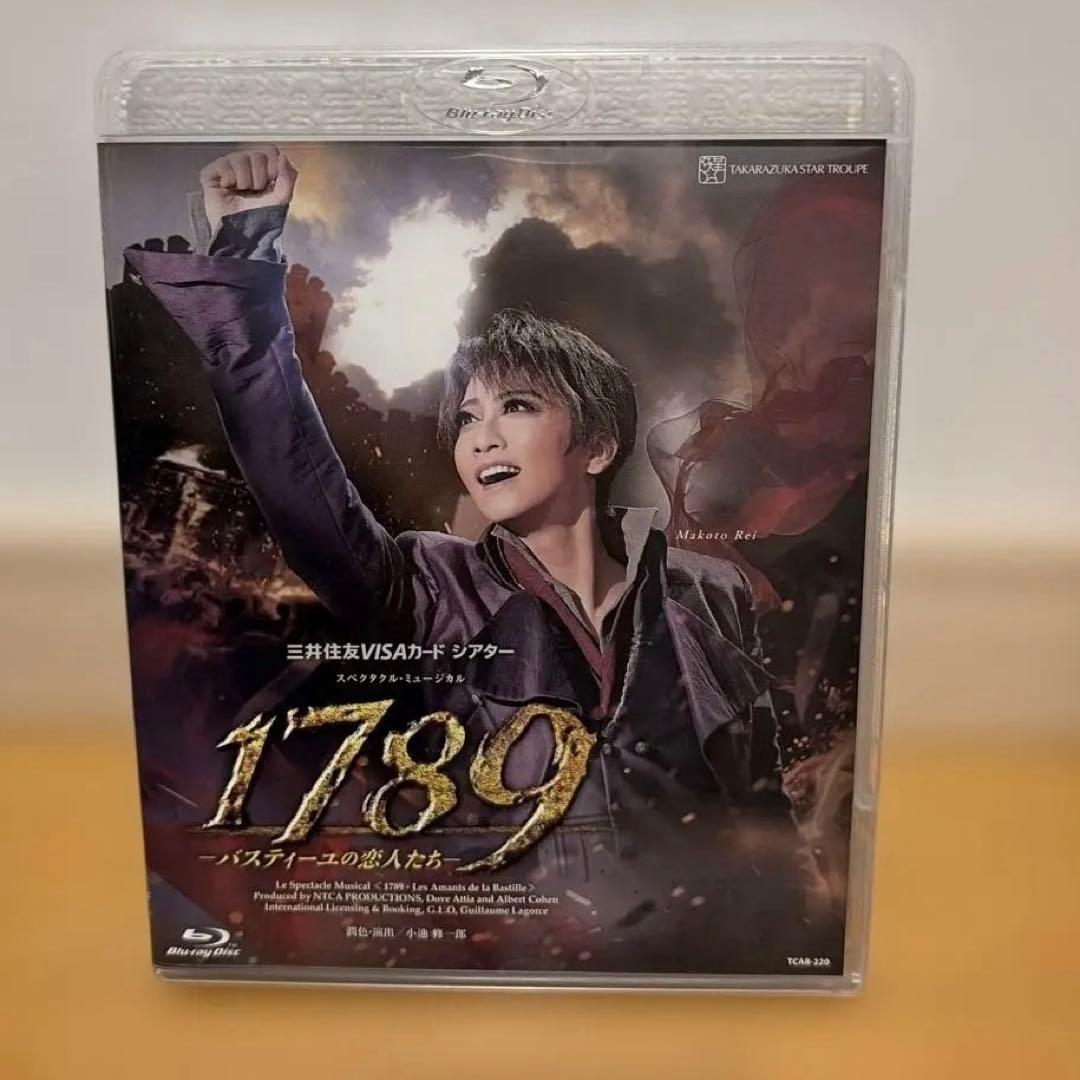 Blu-ray Disc
TAKARAZUKA STAR TROUPE
Makoto Rei
三井住友VISAカード シアター
スペクタクル・ミュージカル
1789
－バスティーユの恋人たち－
Le Spectacle Musical ＜1789 - Les Amants de la Bastille＞
Produced by NTCA PRODUCTIONS, Dove Attia and Albert Cohen
International Licensing & Booking, G.L.O, Guillaume Lagorce
潤色・演出／小池 修一郎
Blu-ray Disc
TCAB-220